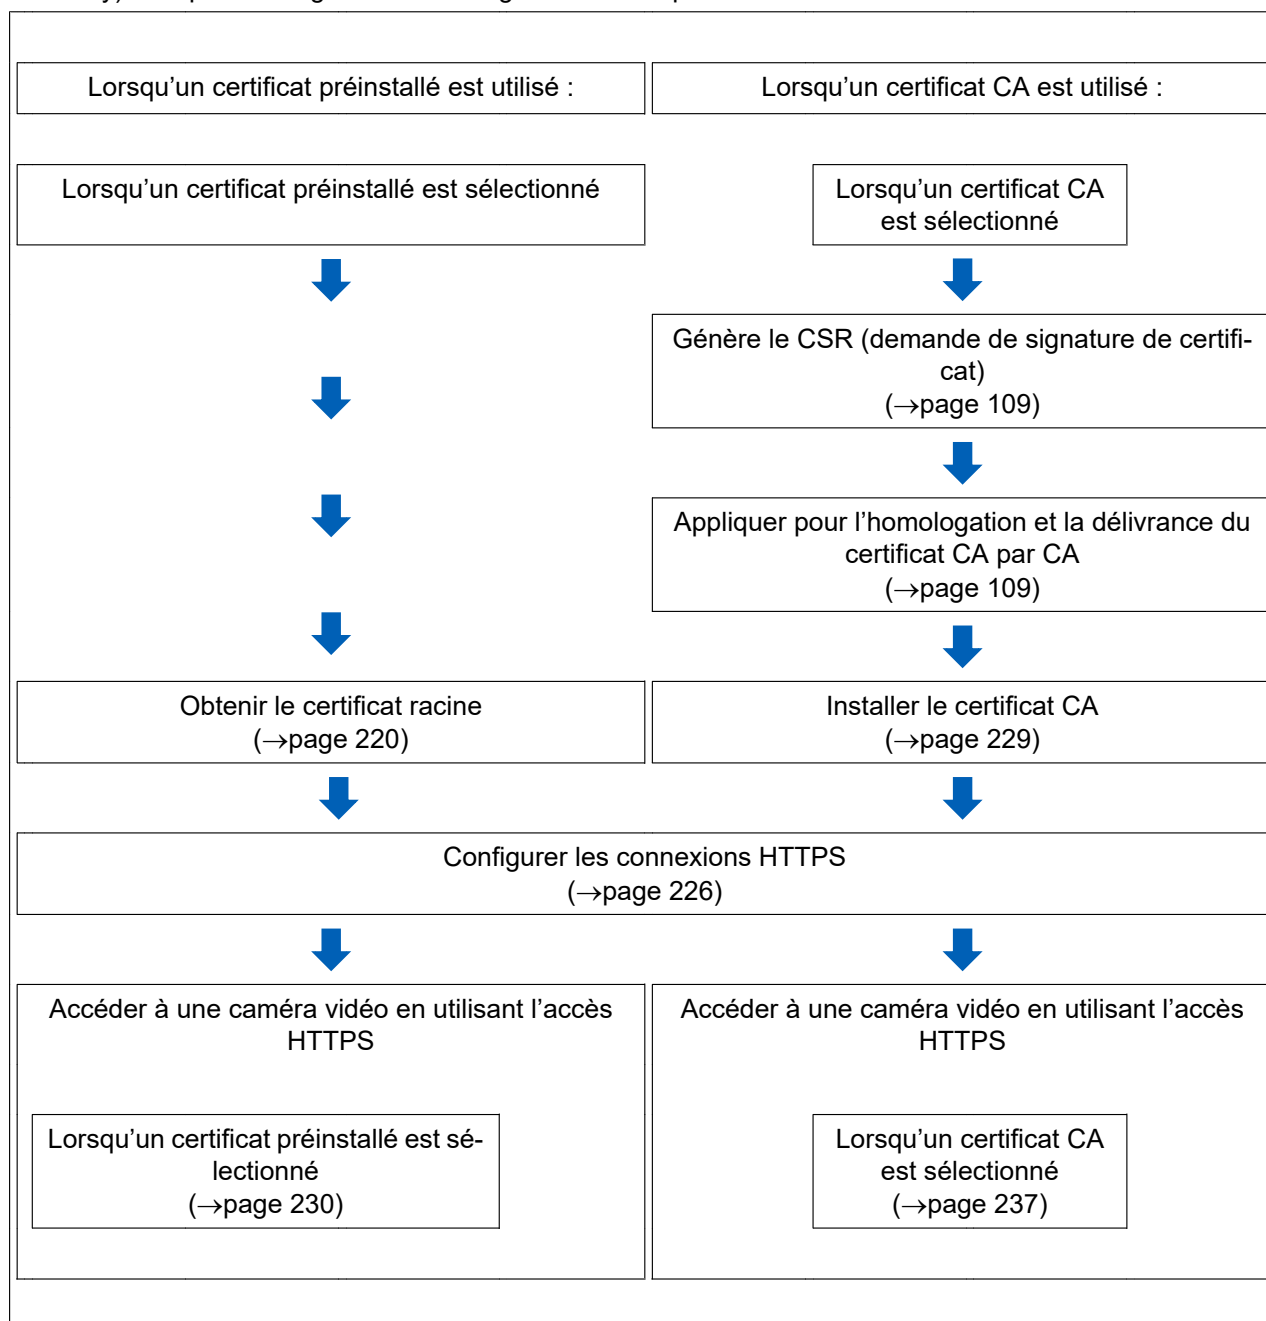 Lorsqu’un certificat préinstallé est utilisé :
Lorsqu’un certificat CA est utilisé :
Lorsqu’un certificat préinstallé est sélectionné
Lorsqu’un certificat CA
est sélectionné
Génère le CSR (demande de signature de certifi-
cat)
(→page 109)
Appliquer pour l’homologation et la délivrance du
certificat CA par CA
(→page 109)
Obtenir le certificat racine
(→page 220)
Installer le certificat CA
(→page 229)
Configurer les connexions HTTPS
(→page 226)
Accéder à une caméra vidéo en utilisant l’accès
HTTPS
Accéder à une caméra vidéo en utilisant l’accès
HTTPS
Lorsqu’un certificat préinstallé est sé-
lectionné
(→page 230)
Lorsqu’un certificat CA
est sélectionné
(→page 237)